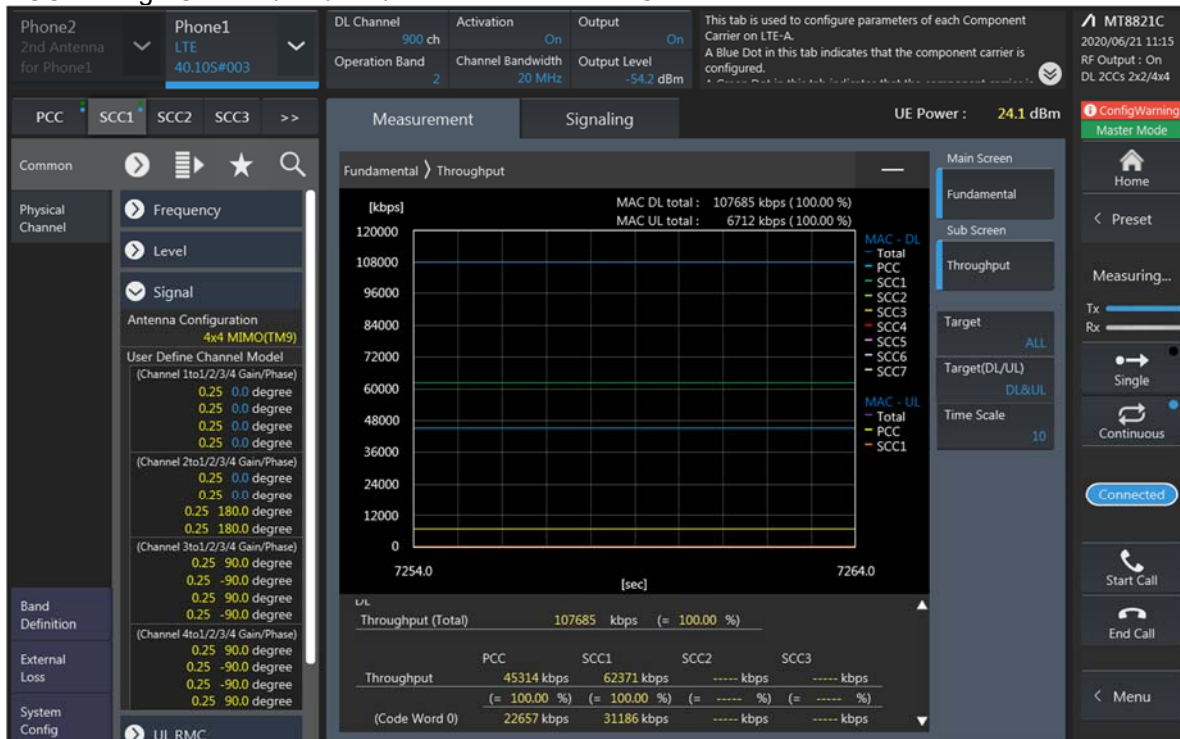 Phone2
2nd Antenna
for Phone1
Phone1
LTE
40.10S#003
DL Channel
900 ch
Operation Band
2
Activation
On
Channel Bandwidth
20 MHz
Output
On
Output Level
-54.2 dBm
This tab is used to configure parameters of each Component
Carrier on LTE-A.
A Blue Dot in this tab indicates that the component carrier is
configured.
MT8821C
2020/06/21 11:15
RF Output : On
DL 2CCs 2x2/4x4
PCC SCC1 SCC2 SCC3 >>
Measurement Signaling
UE Power : 24.1 dBm
ConfigWarning
Master Mode
Common
Physical
Channel
Band
Definition
External
Loss
System
Config
Frequency
Level
Signal
Antenna Configuration
4x4 MIMO(TM9)
User Define Channel Model
(Channel 1to1/2/3/4 Gain/Phase)
0.25 0.0 degree
0.25 0.0 degree
0.25 0.0 degree
0.25 0.0 degree
(Channel 2to1/2/3/4 Gain/Phase)
0.25 0.0 degree
0.25 0.0 degree
0.25 180.0 degree
0.25 180.0 degree
(Channel 3to1/2/3/4 Gain/Phase)
0.25 90.0 degree
0.25 -90.0 degree
0.25 90.0 degree
0.25 -90.0 degree
(Channel 4to1/2/3/4 Gain/Phase)
0.25 90.0 degree
0.25 -90.0 degree
0.25 -90.0 degree
0.25 90.0 degree
UL RMC
Fundamental 〉 Throughput
[kbps]
MAC DL total : 107685 kbps ( 100.00 %)
MAC UL total : 6712 kbps ( 100.00 %)
120000
108000
96000
84000
72000
60000
48000
36000
24000
12000
0
7254.0
[sec]
7264.0
MAC - DL
Total
PCC
SCC1
SCC2
SCC3
SCC4
SCC5
SCC6
SCC7
MAC - UL
Total
PCC
SCC1
DL
Throughput (Total) 107685 kbps (= 100.00 %)
PCC SCC1 SCC2 SCC3
Throughput 45314 kbps 62371 kbps ----- kbps ----- kbps
(= 100.00 %) (= 100.00 %) (= ----- %) (= ----- %)
(Code Word 0) 22657 kbps 31186 kbps ----- kbps ----- kbps
Main Screen
Fundamental
Sub Screen
Throughput
Target
ALL
Target(DL/UL)
DL&UL
Time Scale
10
Home
< Preset
Measuring...
Tx
Rx
Single
Continuous
Connected
Start Call
End Call
< Menu